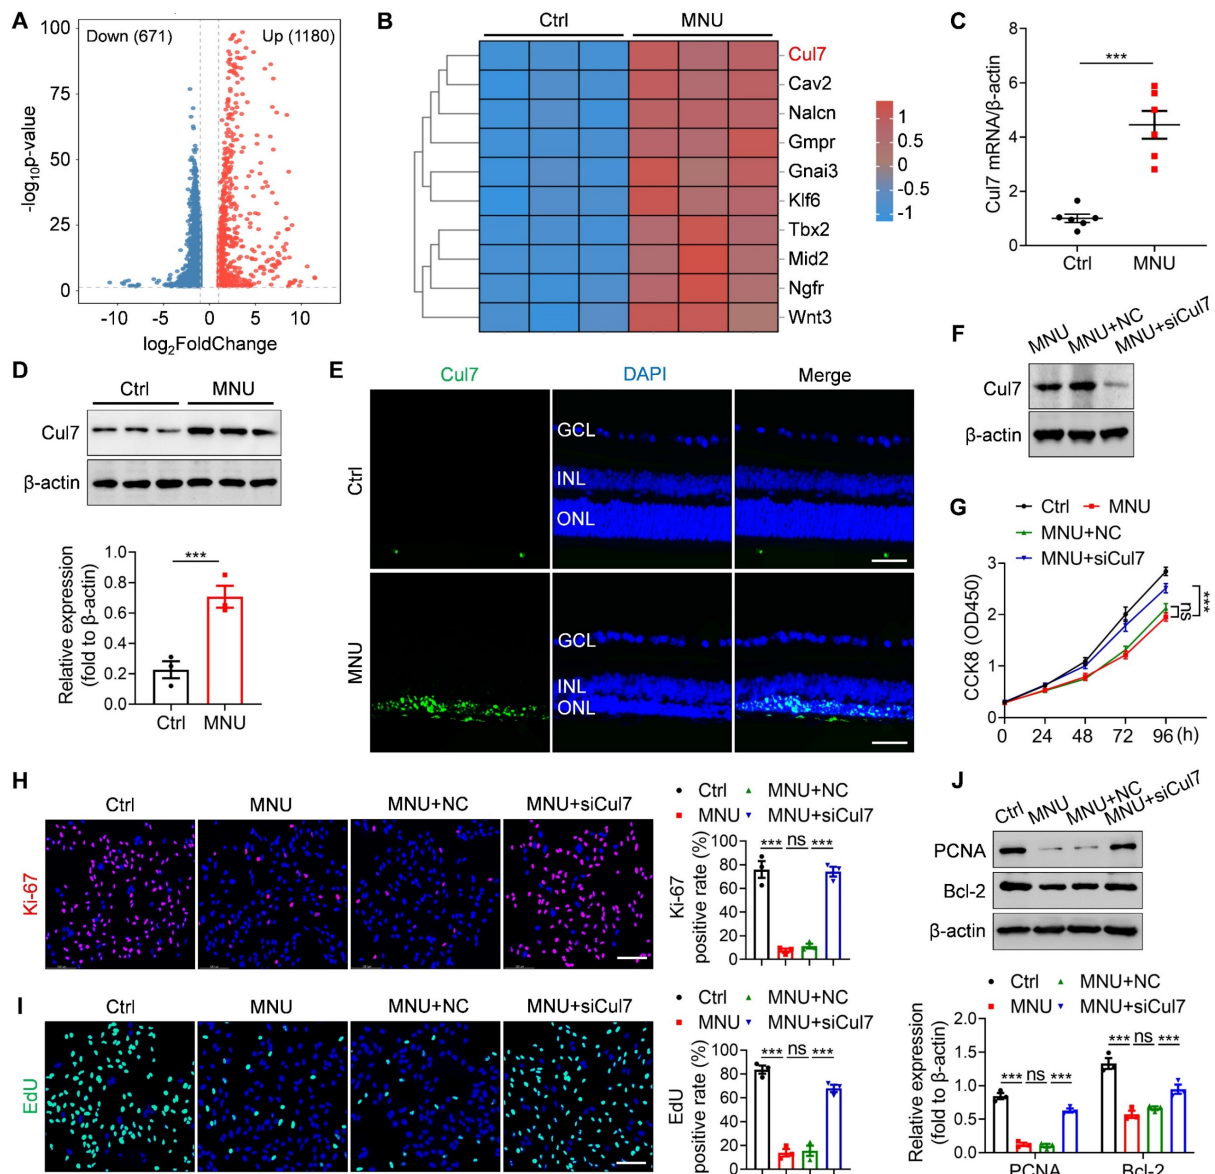 A
Down (671)
Up (1180)
100
75
50
25
0
-log10p-value
-10
-5
0
5
10
log2FoldChange
B
Ctrl
MNU
Cul7
Cav2
Nalcn
Gmpr
Gnai3
Klf6
Tbx2
Mid2
Ngfr
Wnt3
1
0.5
0
-0.5
-1
C
8
6
4
2
0
Cul7 mRNA/β-actin
***
Ctrl
MNU
D
Ctrl
MNU
Cul7
β-actin
1.0
0.8
0.6
0.4
0.2
0.0
Relative expression
(fold to β-actin)
***
Ctrl
MNU
E
Cul7
DAPI
Merge
Ctrl
GCL
INL
ONL
MNU
GCL
INL
ONL
F
MNU
MNU+NC
MNU+siCul7
Cul7
β-actin
G
Ctrl
MNU
MNU+NC
MNU+siCul7
3
2
1
0
CCK8 (OD450)
ns
***
0
24
48
72
96 (h)
H
Ctrl
MNU
MNU+NC
MNU+siCul7
Ki-67
Ctrl
MNU+NC
MNU
MNU+siCul7
100
80
60
40
20
0
Ki-67
positive rate (%)
***
ns
***
I
Ctrl
MNU
MNU+NC
MNU+siCul7
EdU
Ctrl
MNU+NC
MNU
MNU+siCul7
100
80
60
40
20
0
EdU
positive rate (%)
***
ns
***
J
Ctrl
MNU
MNU+NC
MNU+siCul7
PCNA
Bcl-2
β-actin
Ctrl
MNU+NC
MNU
MNU+siCul7
2.0
1.5
1.0
0.5
0.0
Relative expression
(fold to β-actin)
***
ns
***
***
ns
***
PCNA
Bcl-2